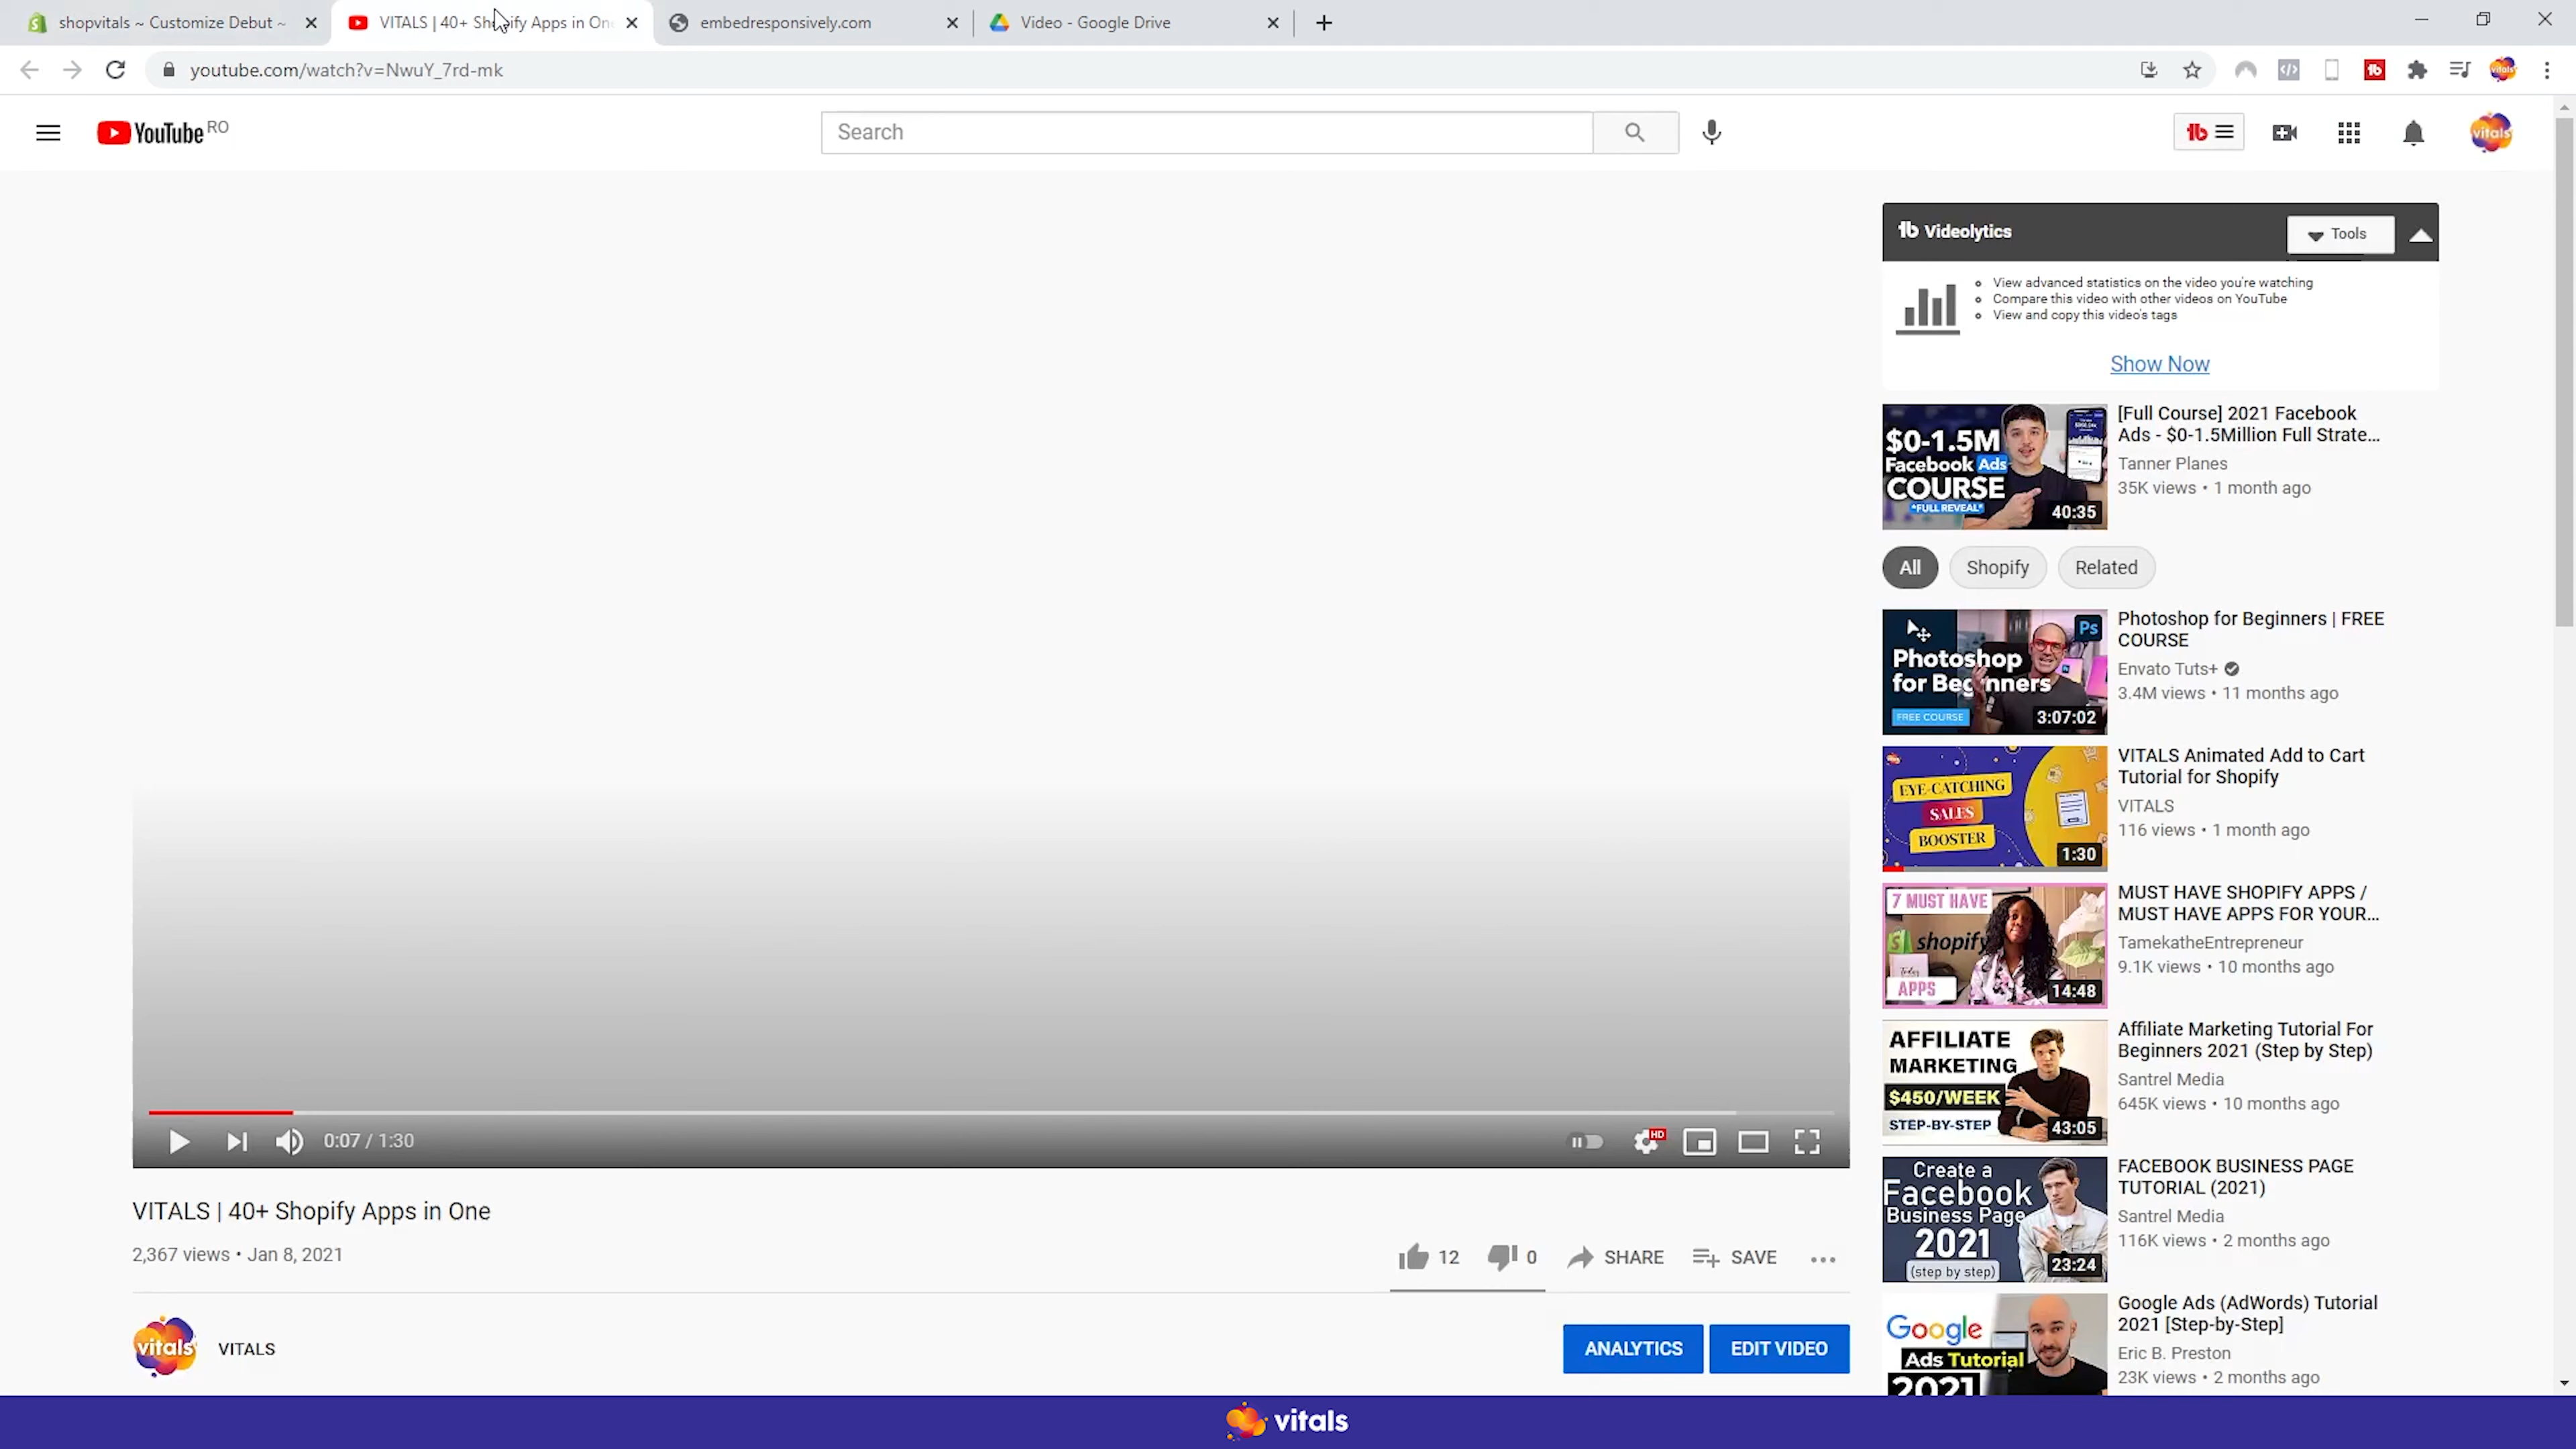 shopvitals ~ Customize Debut ~
VITALS | 40+ Shopify Apps in One
embedresponsively.com
Video - Google Drive
youtube.com/watch?v=NwuY_7rd-mk
YouTube RO
Search
vitals
Videolytics
Tools
View advanced statistics on the video you're watching
Compare this video with other videos on YouTube
View and copy this video's tags
Show Now
$0-1.5M
Facebook Ads
COURSE
*FULL REVEAL*
40:35
[Full Course] 2021 Facebook
Ads - $0-1.5Million Full Strate...
Tanner Planes
35K views • 1 month ago
All
Shopify
Related
Ps
Photoshop
for Beginners
FREE COURSE
3:07:02
Photoshop for Beginners | FREE
COURSE
Envato Tuts+
3.4M views • 11 months ago
EYE-CATCHING
SALES
BOOSTER
1:30
VITALS Animated Add to Cart
Tutorial for Shopify
VITALS
116 views • 1 month ago
7 MUST HAVE
shopify
APPS
14:48
MUST HAVE SHOPIFY APPS /
MUST HAVE APPS FOR YOUR...
TamekatheEntrepreneur
9.1K views • 10 months ago
AFFILIATE
MARKETING
$450/WEEK
STEP-BY-STEP
43:05
Affiliate Marketing Tutorial For
Beginners 2021 (Step by Step)
Santrel Media
645K views • 10 months ago
Create a
Facebook
Business Page
2021
(step by step)
23:24
FACEBOOK BUSINESS PAGE
TUTORIAL (2021)
Santrel Media
116K views • 2 months ago
Google
Ads Tutorial
2021
Google Ads (AdWords) Tutorial
2021 [Step-by-Step]
Eric B. Preston
23K views • 2 months ago
0:07 / 1:30
HD
VITALS | 40+ Shopify Apps in One
2,367 views • Jan 8, 2021
12
0
SHARE
SAVE
vitals
VITALS
ANALYTICS
EDIT VIDEO
vitals